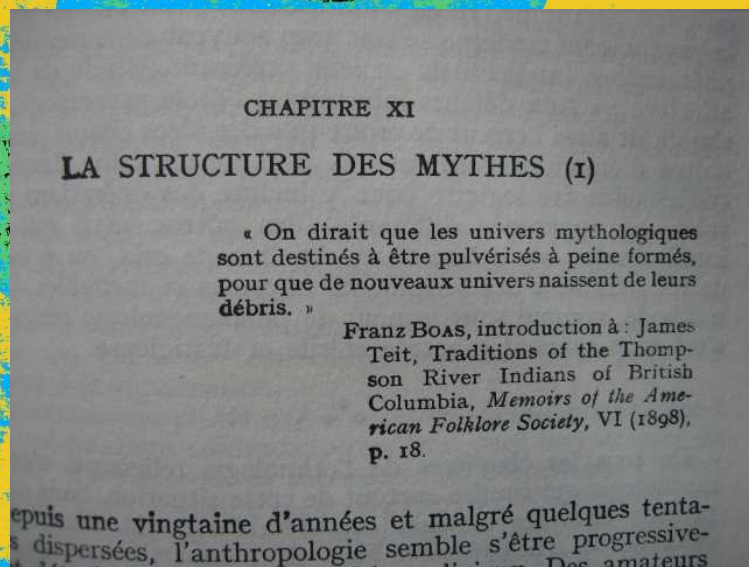 CHAPITRE XI
LA STRUCTURE DES MYTHES (1)
« On dirait que les univers mythologiques
sont destinés à être pulvérisés à peine formés,
pour que de nouveaux univers naissent de leurs
débris. »
Franz BOAS, introduction à : James
Teit, Traditions of the Thomp-
son River Indians of British
Columbia, Memoirs of the Ame-
rican Folklore Society, VI (1898),
p. 18.
epuis une vingtaine d'années et malgré quelques tenta-
s dispersées, l'anthropologie semble s'être progressive-
Des amateurs